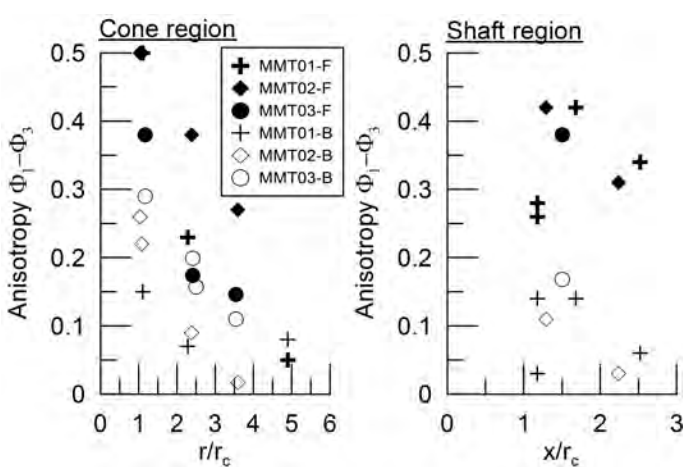 Cone region
Shaft region
Anisotropy Φ₁–Φ₃
0.5
0.4
0.3
0.2
0.1
0
MMT01-F
MMT02-F
MMT03-F
MMT01-B
MMT02-B
MMT03-B
0 1 2 3 4 5 6
r/r_c
Anisotropy Φ₁–Φ₃
0.5
0.4
0.3
0.2
0.1
0
0 1 2 3
x/r_c